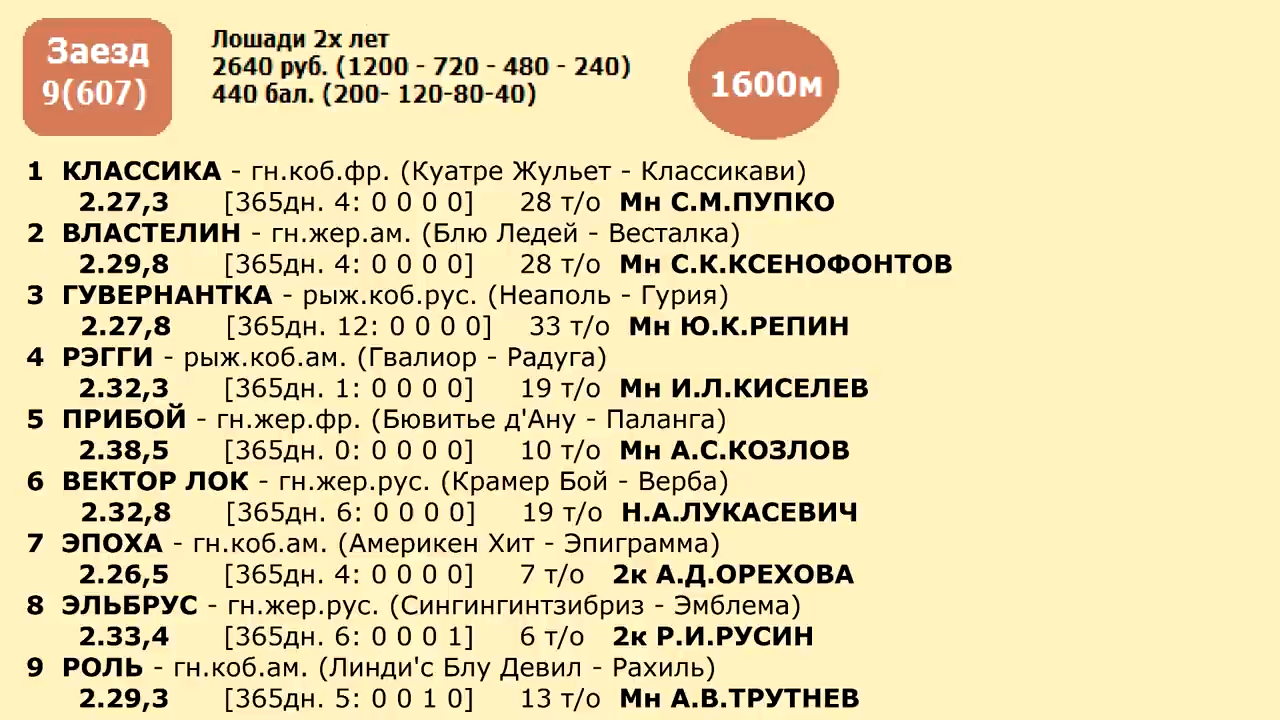 Заезд
9(607)
Лошади 2х лет
2640 руб. (1200 - 720 - 480 - 240)
440 бал. (200- 120-80-40)
1600м
1 КЛАССИКА - гн.коб.фр. (Куатре Жульет - Классикави)
2.27,3 [365дн. 4: 0 0 0 0] 28 т/о Мн С.М.ПУПКО
2 ВЛАСТЕЛИН - гн.жер.ам. (Блю Ледей - Весталка)
2.29,8 [365дн. 4: 0 0 0 0] 28 т/о Мн С.К.КСЕНОФОНТОВ
3 ГУВЕРНАНТКА - рыж.коб.рус. (Неаполь - Гурия)
2.27,8 [365дн. 12: 0 0 0 0] 33 т/о Мн Ю.К.РЕПИН
4 РЭГГИ - рыж.коб.ам. (Гвалиор - Радуга)
2.32,3 [365дн. 1: 0 0 0 0] 19 т/о Мн И.Л.КИСЕЛЕВ
5 ПРИБОЙ - гн.жер.фр. (Бювитье д'Ану - Паланга)
2.38,5 [365дн. 0: 0 0 0 0] 10 т/о Мн А.С.КОЗЛОВ
6 ВЕКТОР ЛОК - гн.жер.рус. (Крамер Бой - Верба)
2.32,8 [365дн. 6: 0 0 0 0] 19 т/о Н.А.ЛУКАСЕВИЧ
7 ЭПОХА - гн.коб.ам. (Америкен Хит - Эпиграмма)
2.26,5 [365дн. 4: 0 0 0 0] 7 т/о 2к А.Д.ОРЕХОВА
8 ЭЛЬБРУС - гн.жер.рус. (Сингингинтзибриз - Эмблема)
2.33,4 [365дн. 6: 0 0 0 1] 6 т/о 2к Р.И.РУСИН
9 РОЛЬ - гн.коб.ам. (Линди'с Блу Девил - Рахиль)
2.29,3 [365дн. 5: 0 0 1 0] 13 т/о Мн А.В.ТРУТНЕВ